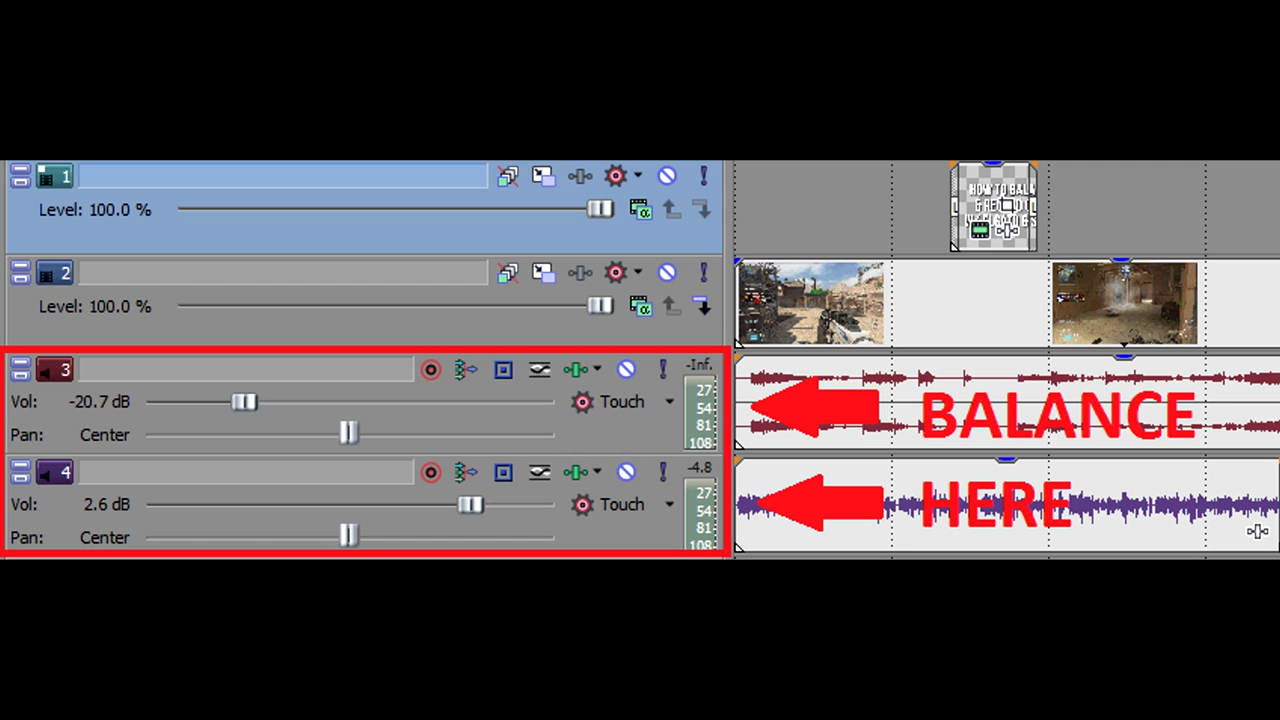 1
Level: 100.0 %
HOW TO BALA
2
Level: 100.0 %
3
-Inf.
Vol: -20.7 dB
Touch
27
54
81
108
Pan: Center
BALANCE
4
-4.8
Vol: 2.6 dB
Touch
27
54
81
108
Pan: Center
HERE